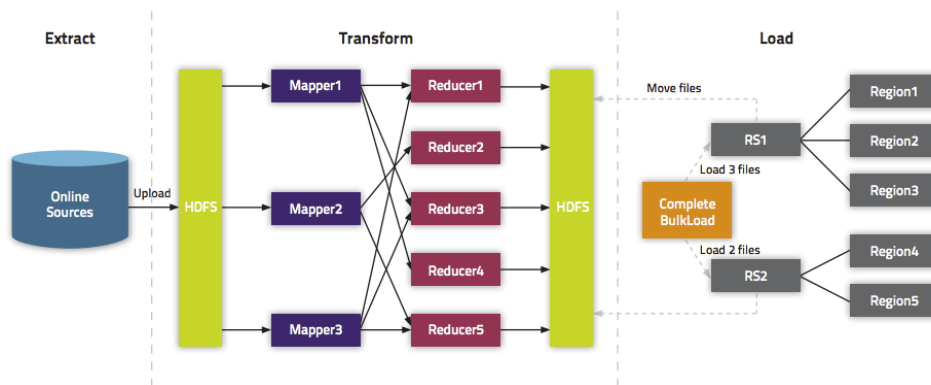 Extract
Transform
Load
Online
Sources
Upload
HDFS
Mapper1
Mapper2
Mapper3
Reducer1
Reducer2
Reducer3
Reducer4
Reducer5
HDFS
Move files
RS1
Load 3 files
Complete
BulkLoad
Load 2 files
RS2
Region1
Region2
Region3
Region4
Region5